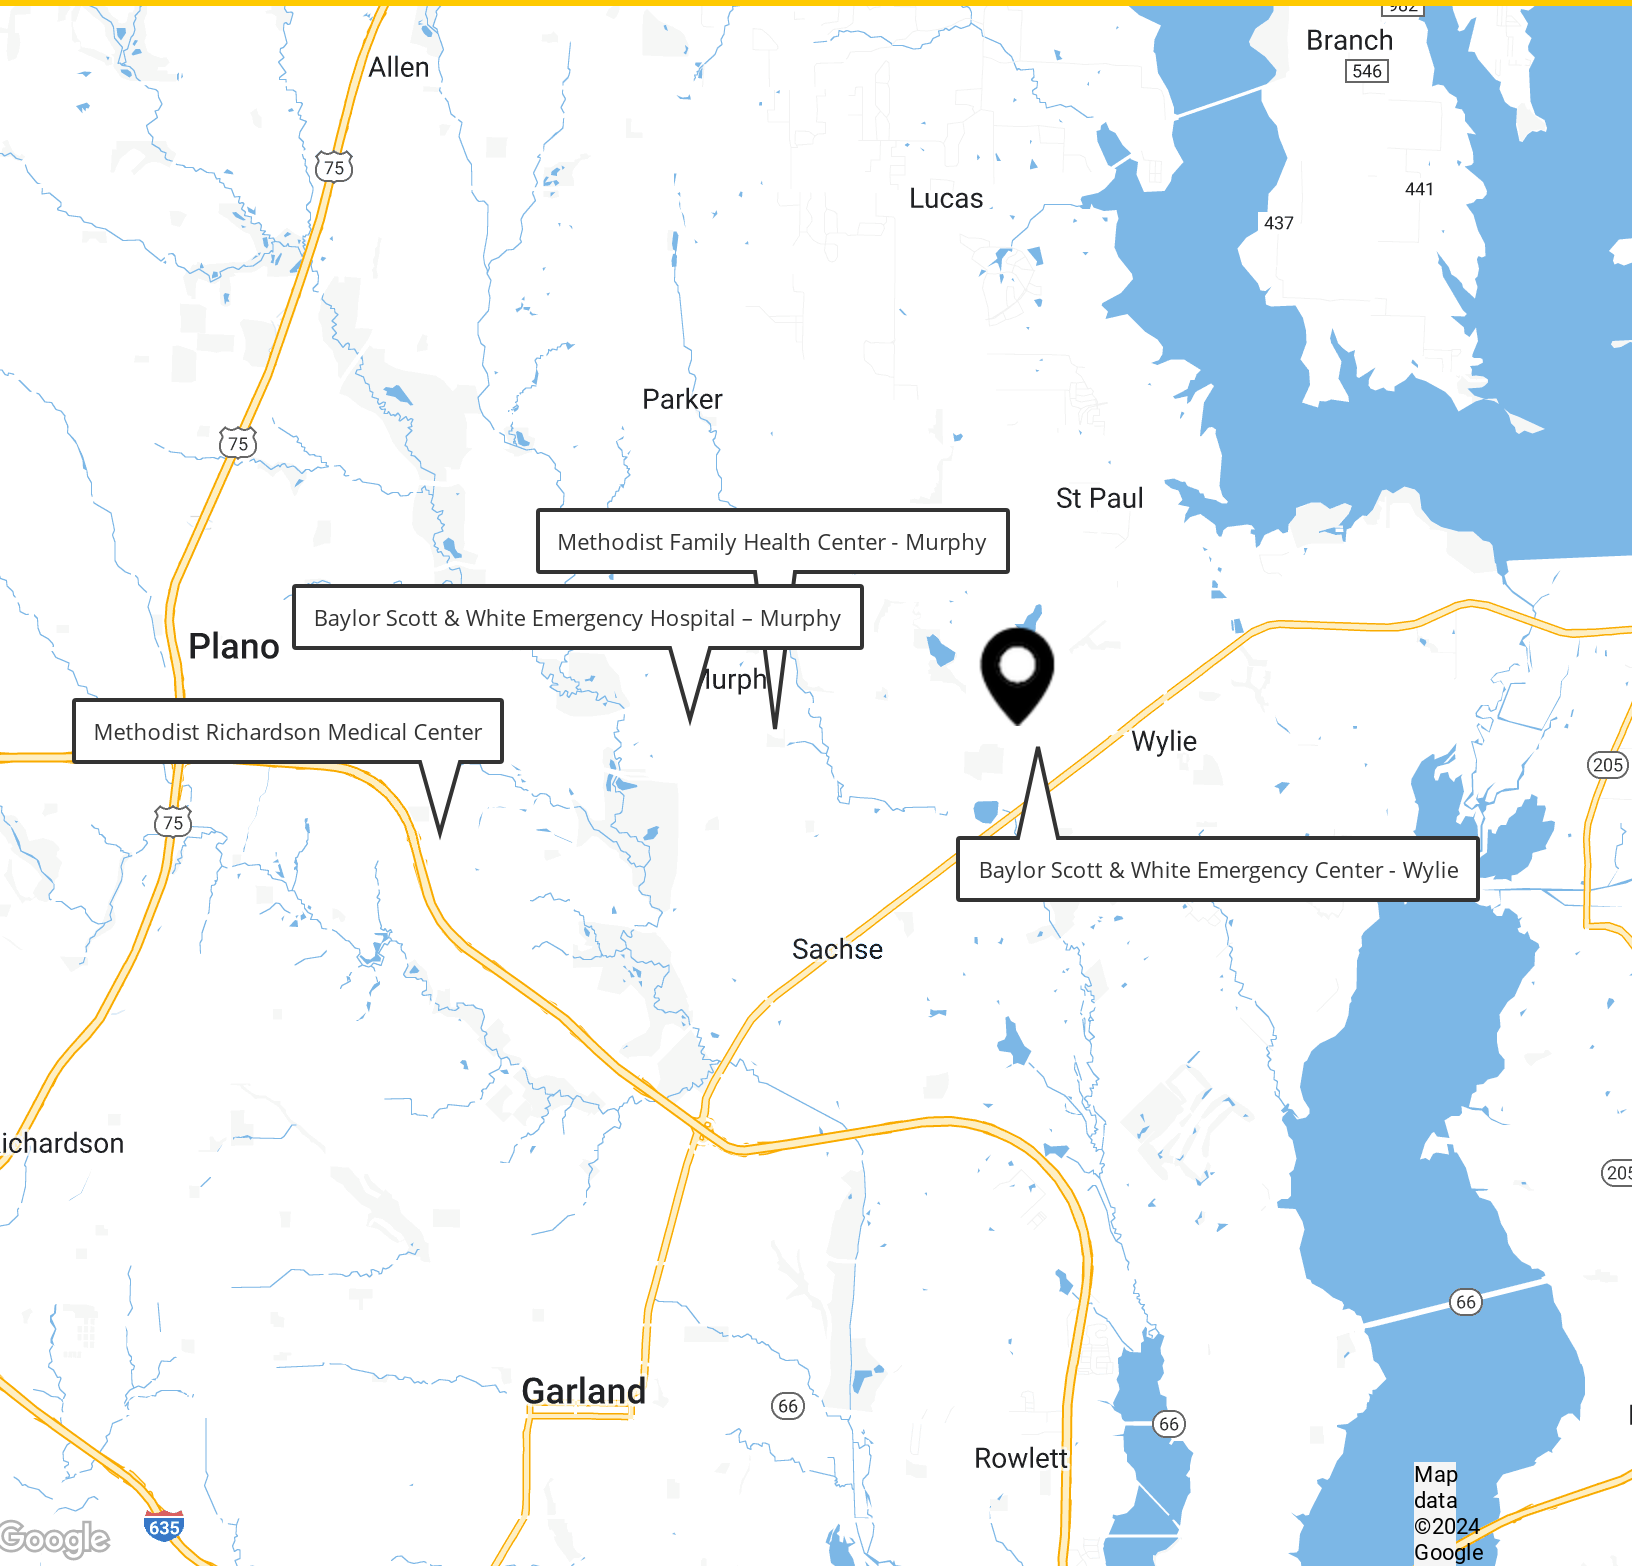 982
Branch
546
Allen
75
441
Lucas
437
Parker
75
St Paul
Methodist Family Health Center - Murphy
Baylor Scott & White Emergency Hospital – Murphy
Plano
Methodist Richardson Medical Center
Wylie
205
75
Baylor Scott & White Emergency Center - Wylie
Sachse
ichardson
205
66
Garland
66
66
Rowlett
635
Google
Map
data
©2024
Google